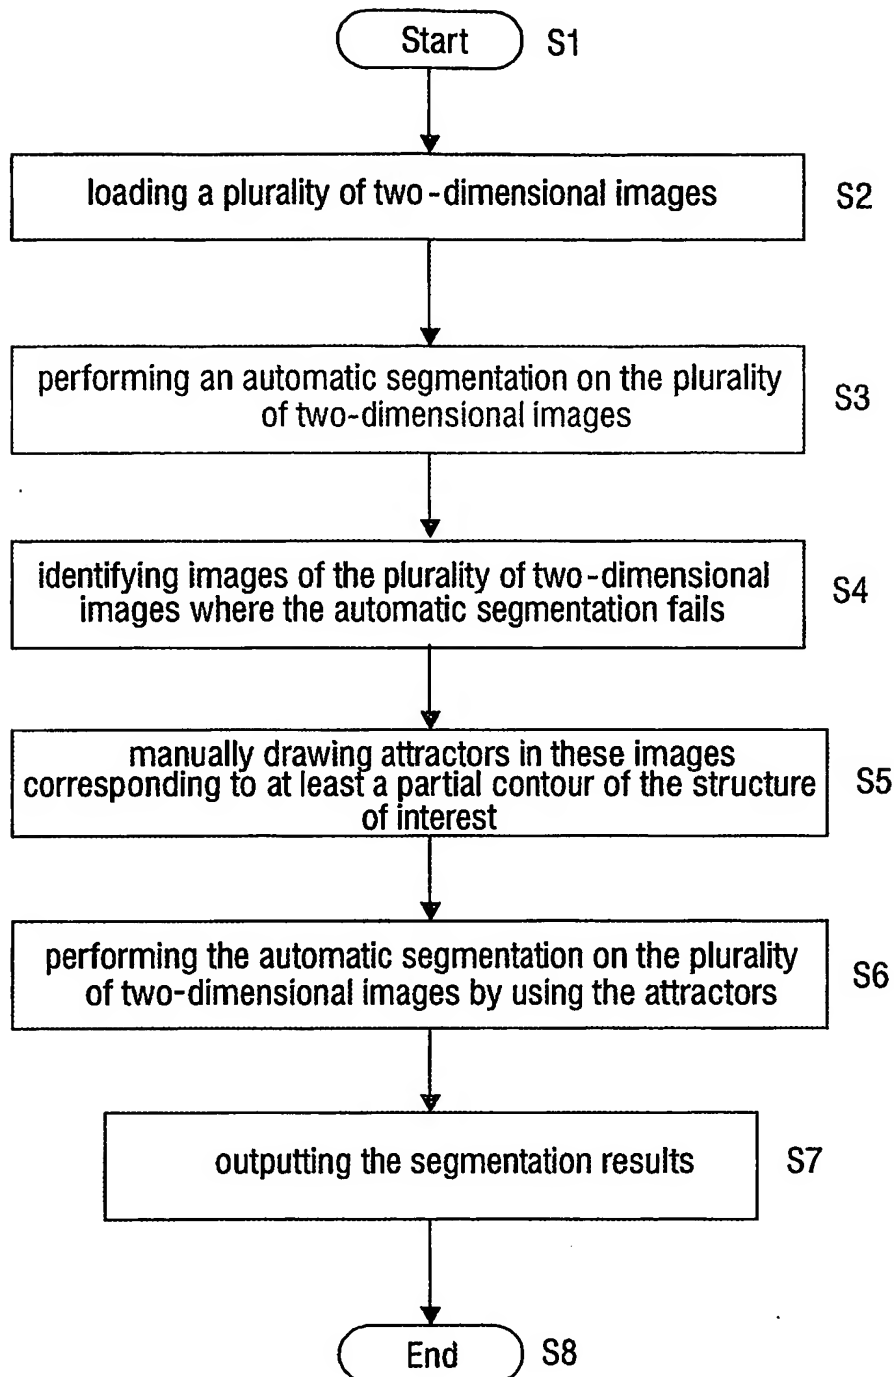 Start S1
loading a plurality of two-dimensional images S2
performing an automatic segmentation on the plurality
of two-dimensional images S3
identifying images of the plurality of two-dimensional
images where the automatic segmentation fails S4
manually drawing attractors in these images
corresponding to at least a partial contour of the structure
of interest S5
performing the automatic segmentation on the plurality
of two-dimensional images by using the attractors S6
outputting the segmentation results S7
End S8